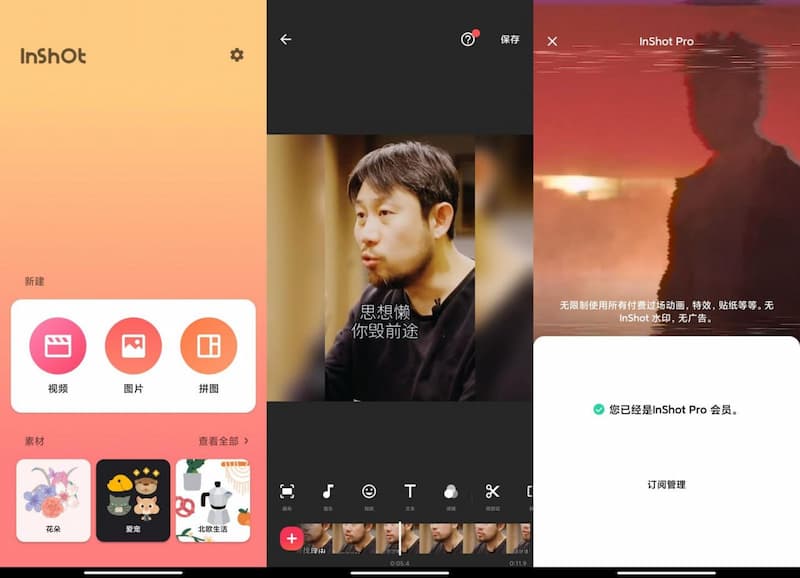 InShOt
新建
视频
图片
拼图
素材
查看全部 >
花朵
爱宠
北欧生活
保存
思想懒
你毁前途
0:05.4
0:11.9
InShot Pro
无限制使用所有付费过场动画，特效，贴纸等等。无
InShot 水印，无广告。
您已经是InShot Pro 会员。
订阅管理